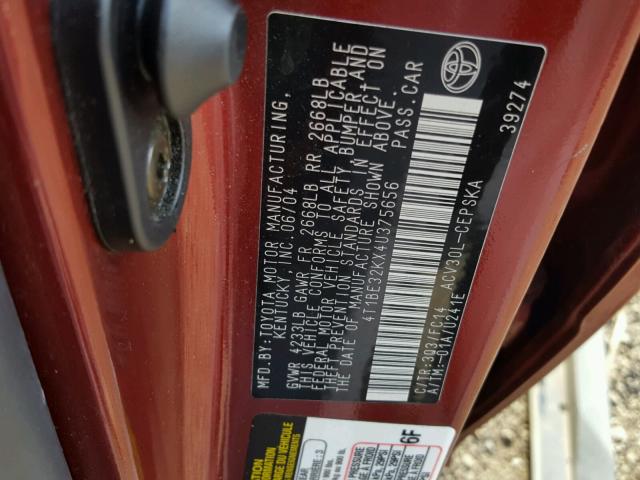 MFD.BY:TOYOTA MOTOR MANUFACTURING,
KENTUCKY, INC. 06/04
GVWR 4233LB GAWR FR 2668LB RR 2668LB
THIS VEHICLE CONFORMS TO ALL APPLICABLE
FEDERAL MOTOR VEHICLE SAFETY BUMPER,AND
THEFT PREVENTION STANDARDS IN EFFECT ON
THE DATE OF MANUFACTURE SHOWN ABOVE.
4T1BE32KX4U375656 PASS.CAR
C/TR:3Q3/FC14 ACV30L-CEPSKA
A/TM:-01A/U241E
39274
6F